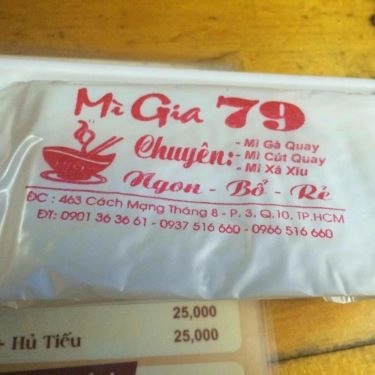 Mì Gia 79
Chuyên:
- Mì Gà Quay
- Mì Cút Quay
- Mì Xá Xíu
Ngon - Bổ - Rẻ
ĐC : 463 Cách Mạng Tháng 8 - P. 3, Q.10, TP.HCM
ĐT: 0901 36 36 61 - 0937 516 660 - 0966 516 660
25,000
+ Hủ Tiếu 25,000